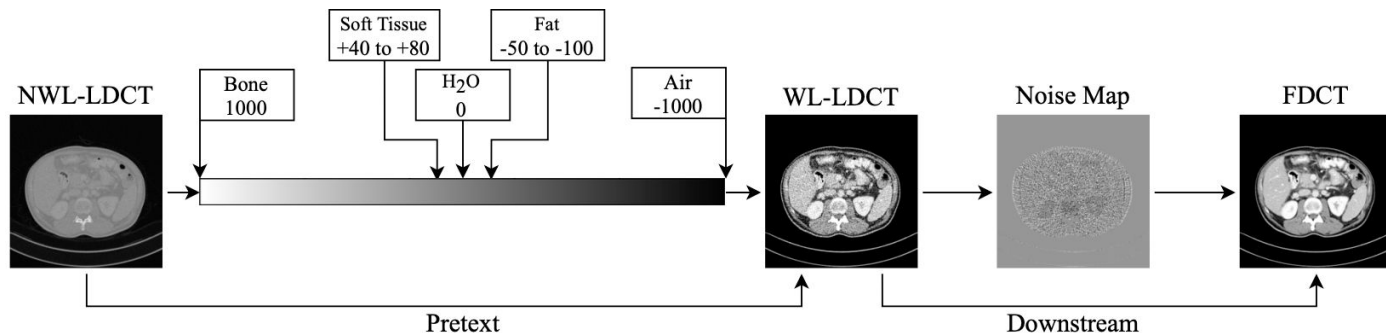 NWL-LDCT
Bone
1000
Soft Tissue
+40 to +80
H2O
0
Fat
-50 to -100
Air
-1000
WL-LDCT
Noise Map
FDCT
Pretext
Downstream